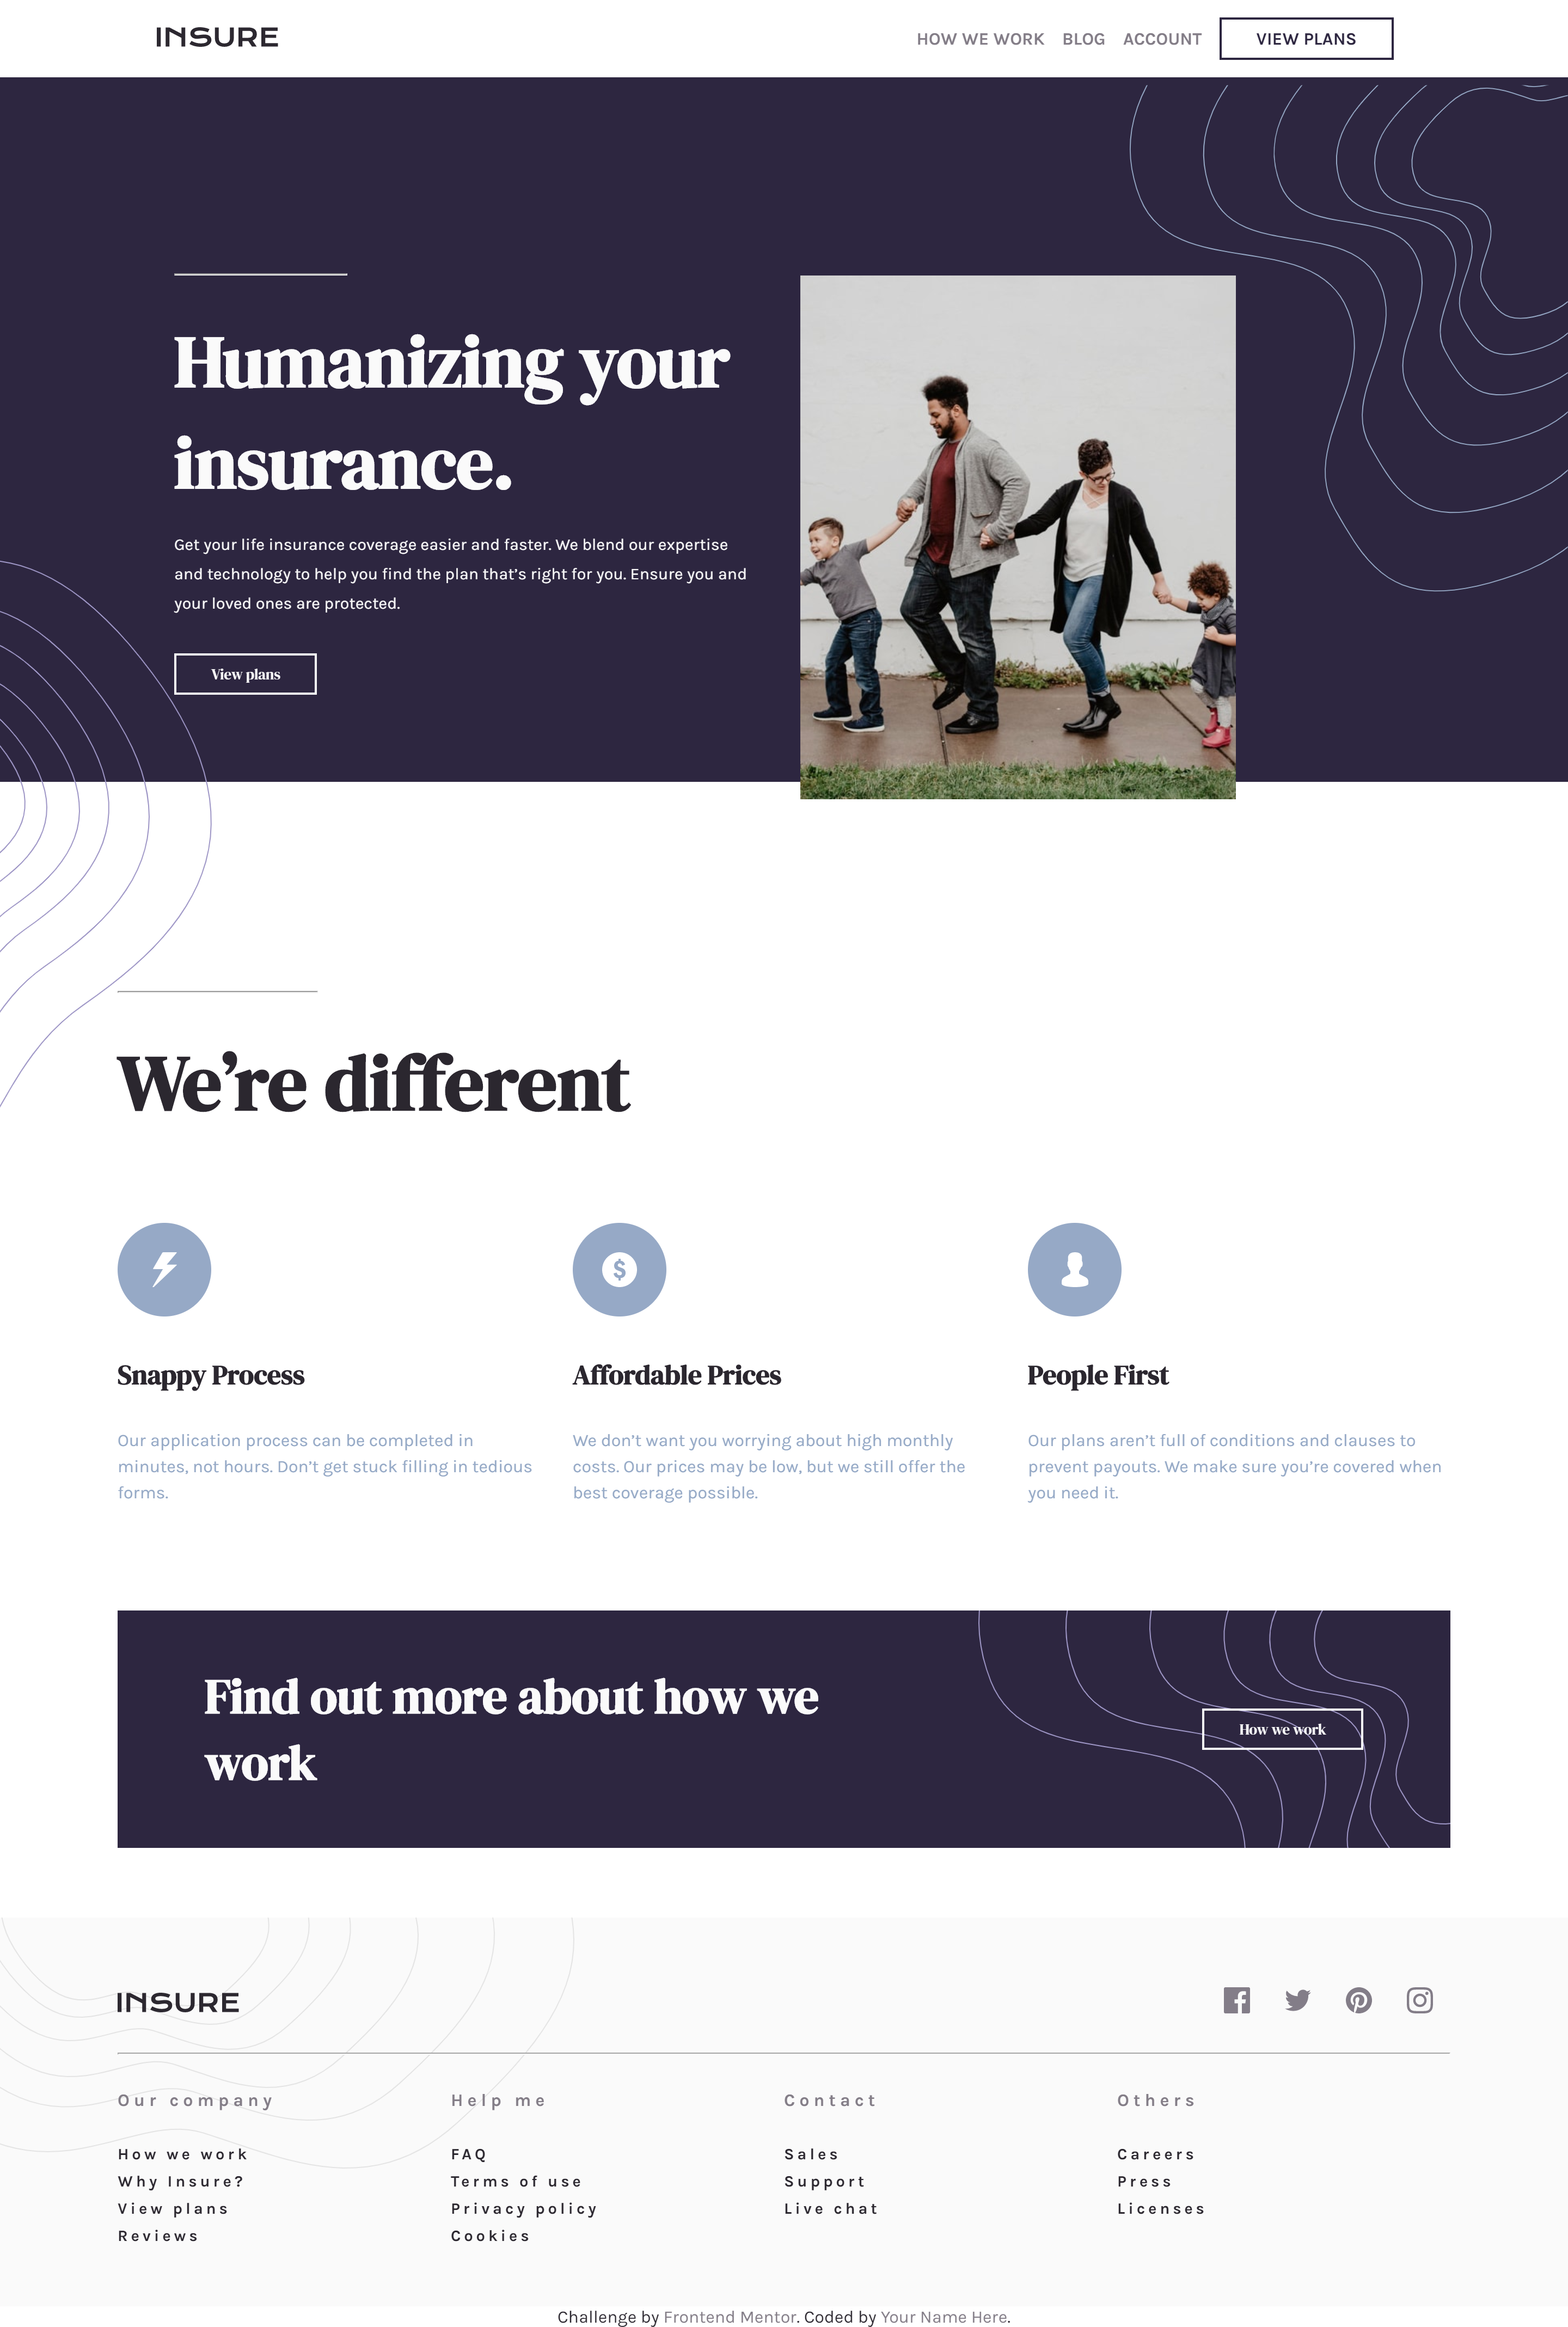 INSURE
HOW WE WORK BLOG ACCOUNT VIEW PLANS
Humanizing your
insurance.
Get your life insurance coverage easier and faster. We blend our expertise
and technology to help you find the plan that’s right for you. Ensure you and
your loved ones are protected.
View plans
We’re different
Snappy Process
Our application process can be completed in
minutes, not hours. Don’t get stuck filling in tedious
forms.
Affordable Prices
We don’t want you worrying about high monthly
costs. Our prices may be low, but we still offer the
best coverage possible.
People First
Our plans aren’t full of conditions and clauses to
prevent payouts. We make sure you’re covered when
you need it.
Find out more about how we
work
How we work
INSURE
Our company
How we work
Why Insure?
View plans
Reviews
Help me
FAQ
Terms of use
Privacy policy
Cookies
Contact
Sales
Support
Live chat
Others
Careers
Press
Licenses
Challenge by Frontend Mentor. Coded by Your Name Here.